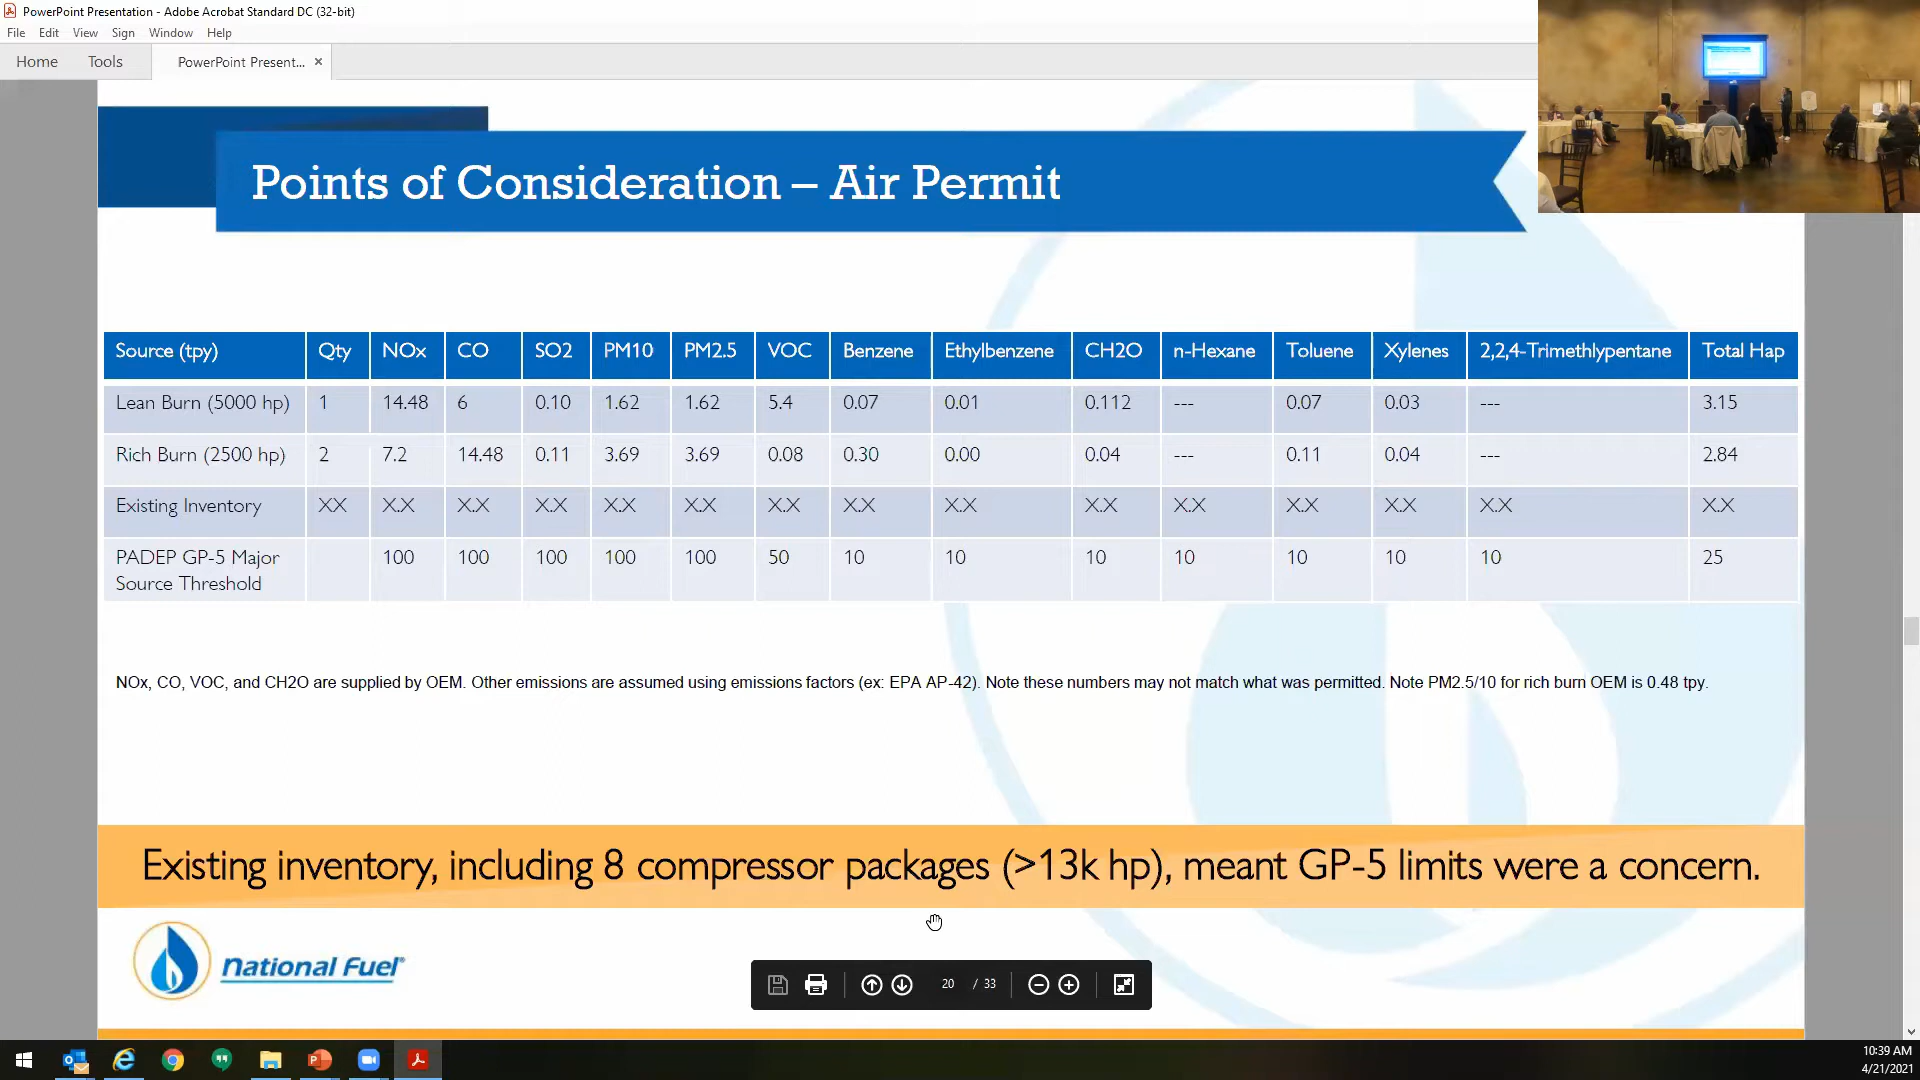 PowerPoint Presentation - Adobe Acrobat Standard DC (32-bit)
File Edit View Sign Window Help
Home Tools PowerPoint Present... ×
Points of Consideration – Air Permit
Source (tpy) Qty NOx CO SO2 PM10 PM2.5 VOC Benzene Ethylbenzene CH2O n-Hexane Toluene Xylenes 2,2,4-Trimethlypentane Total Hap
Lean Burn (5000 hp) 1 14.48 6 0.10 1.62 1.62 5.4 0.07 0.01 0.112 --- 0.07 0.03 --- 3.15
Rich Burn (2500 hp) 2 7.2 14.48 0.11 3.69 3.69 0.08 0.30 0.00 0.04 --- 0.11 0.04 --- 2.84
Existing Inventory XX X.X X.X X.X X.X X.X X.X X.X X.X X.X X.X X.X X.X X.X X.X
PADEP GP-5 Major
Source Threshold 100 100 100 100 100 50 10 10 10 10 10 10 10 25
NOx, CO, VOC, and CH2O are supplied by OEM. Other emissions are assumed using emissions factors (ex: EPA AP-42). Note these numbers may not match what was permitted. Note PM2.5/10 for rich burn OEM is 0.48 tpy.
Existing inventory, including 8 compressor packages (>13k hp), meant GP-5 limits were a concern.
National Fuel®
20 / 33
10:39 AM
4/21/2021